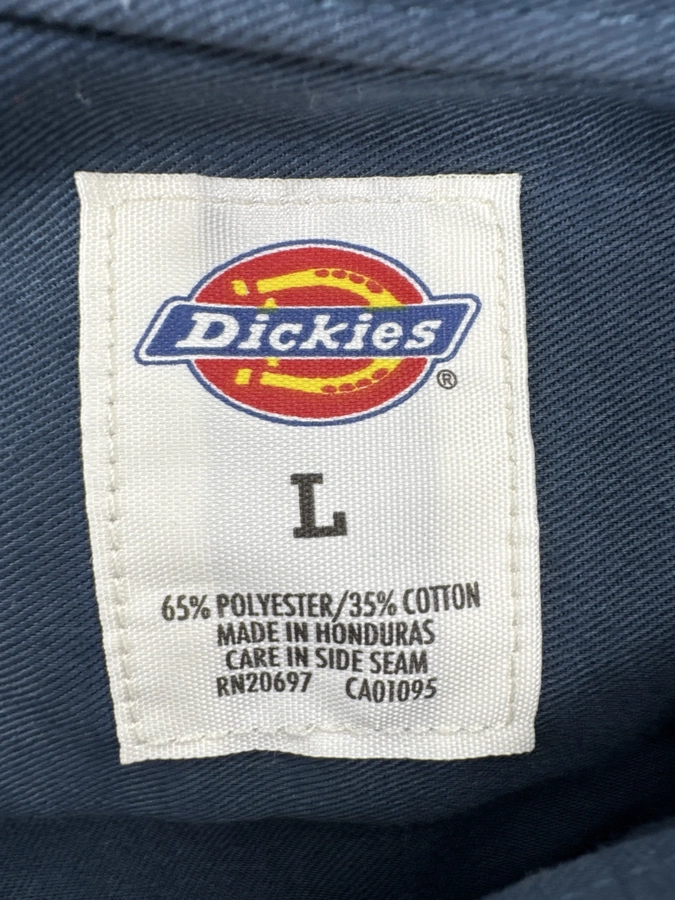 Dickies
®
L
65% POLYESTER/35% COTTON
MADE IN HONDURAS
CARE IN SIDE SEAM
RN20697 CA01095